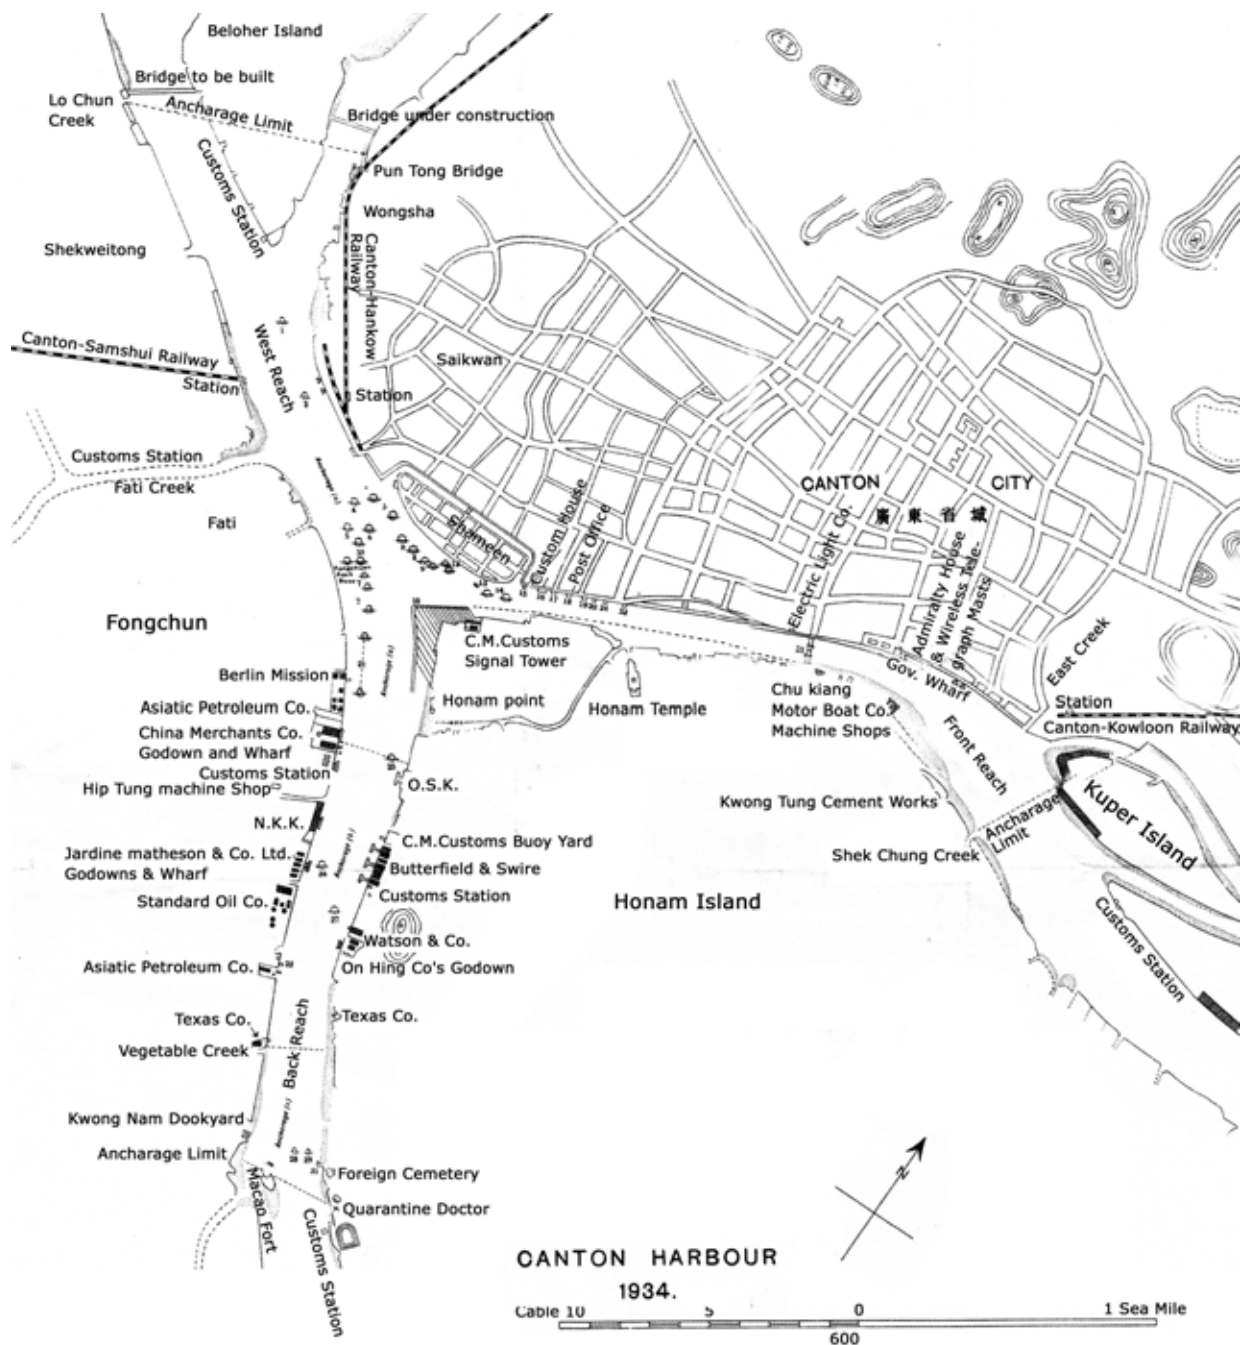 Beloher Island
Bridge to be built
Lo Chun
Creek
Ancharage Limit
Bridge under construction
Customs Station
Pun Tong Bridge
Wongsha
Canton-Hankow
Railway
Shekweitong
West Reach
Canton-Samshui Railway
Station
Saikwan
Station
Customs Station
Fati Creek
Fati
Shameen
Custom House
Post Office
CANTON
CITY
廣東省城
Electric Light Co.
Admiralty House
& Wireless Tele-
graph Masts
East Creek
Fongchun
C.M.Customs
Signal Tower
Honam point
Honam Temple
Gov. Wharf
Chu kiang
Motor Boat Co.
Machine Shops
Station
Canton-Kowloon Railway
Front Reach
Berlin Mission
Asiatic Petroleum Co.
China Merchants Co.
Godown and Wharf
Customs Station
Hip Tung machine Shop
O.S.K.
N.K.K.
Kwong Tung Cement Works
Ancharage
Limit
Kuper Island
Shek Chung Creek
C.M.Customs Buoy Yard
Butterfield & Swire
Customs Station
Jardine matheson & Co. Ltd.
Godowns & Wharf
Standard Oil Co.
Honam Island
Customs Station
Watson & Co.
On Hing Co's Godown
Asiatic Petroleum Co.
Texas Co.
Texas Co.
Vegetable Creek
Back Reach
Kwong Nam Dookyard
Ancharage Limit
Macao Fort
Foreign Cemetery
Quarantine Doctor
Customs Station
N
CANTON HARBOUR
1934.
Cable 10 5 0 1 Sea Mile
600